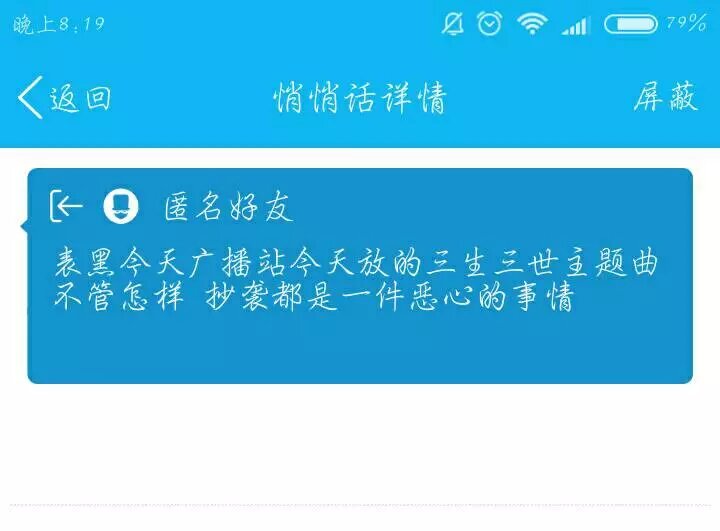 晚上8:19
79%
返回
悄悄话详情
屏蔽
匿名好友
表黑今天广播站今天放的三生三世主题曲
不管怎样 抄袭都是一件恶心的事情